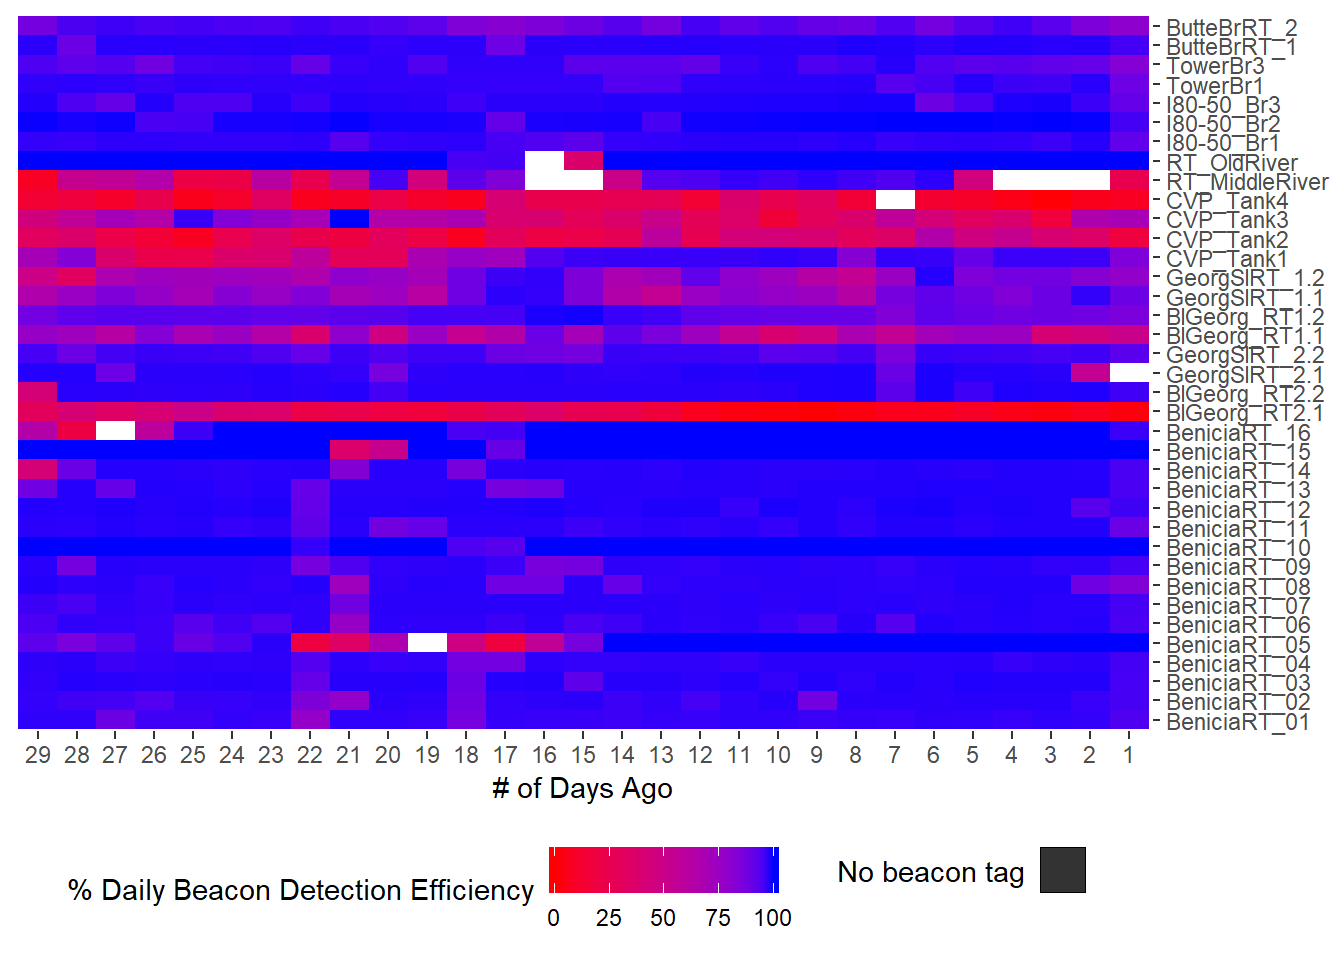 ButteBrRT_2
ButteBrRT_1
TowerBr3
TowerBr1
I80-50_Br3
I80-50_Br2
I80-50_Br1
RT_OldRiver
RT_MiddleRiver
CVP_Tank4
CVP_Tank3
CVP_Tank2
CVP_Tank1
GeorgSlRT_1.2
GeorgSlRT_1.1
BlGeorg_RT1.2
BlGeorg_RT1.1
GeorgSlRT_2.2
GeorgSlRT_2.1
BlGeorg_RT2.2
BlGeorg_RT2.1
BeniciaRT_16
BeniciaRT_15
BeniciaRT_14
BeniciaRT_13
BeniciaRT_12
BeniciaRT_11
BeniciaRT_10
BeniciaRT_09
BeniciaRT_08
BeniciaRT_07
BeniciaRT_06
BeniciaRT_05
BeniciaRT_04
BeniciaRT_03
BeniciaRT_02
BeniciaRT_01
29 28 27 26 25 24 23 22 21 20 19 18 17 16 15 14 13 12 11 10 9 8 7 6 5 4 3 2 1
# of Days Ago
% Daily Beacon Detection Efficiency
0 25 50 75 100
No beacon tag